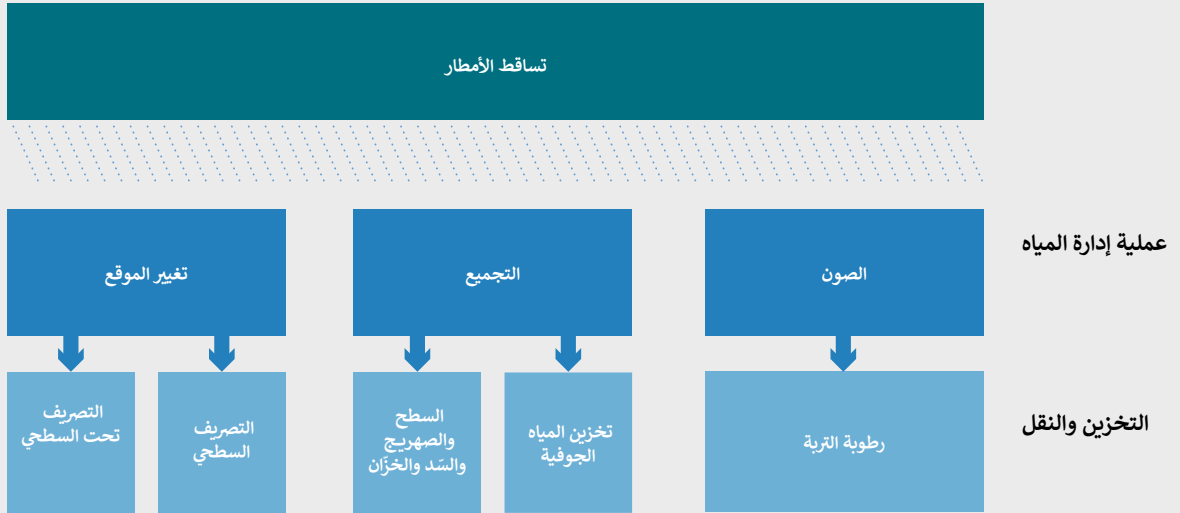 تساقط الأمطار
عملية إدارة المياه
الصون
التجميع
تغيير الموقع
التخزين والنقل
رطوبة التربة
تخزين المياه
الجوفية
السطح
والصهريج
والسّد والخزّان
التصريف
السطحي
التصريف
تحت السطحي